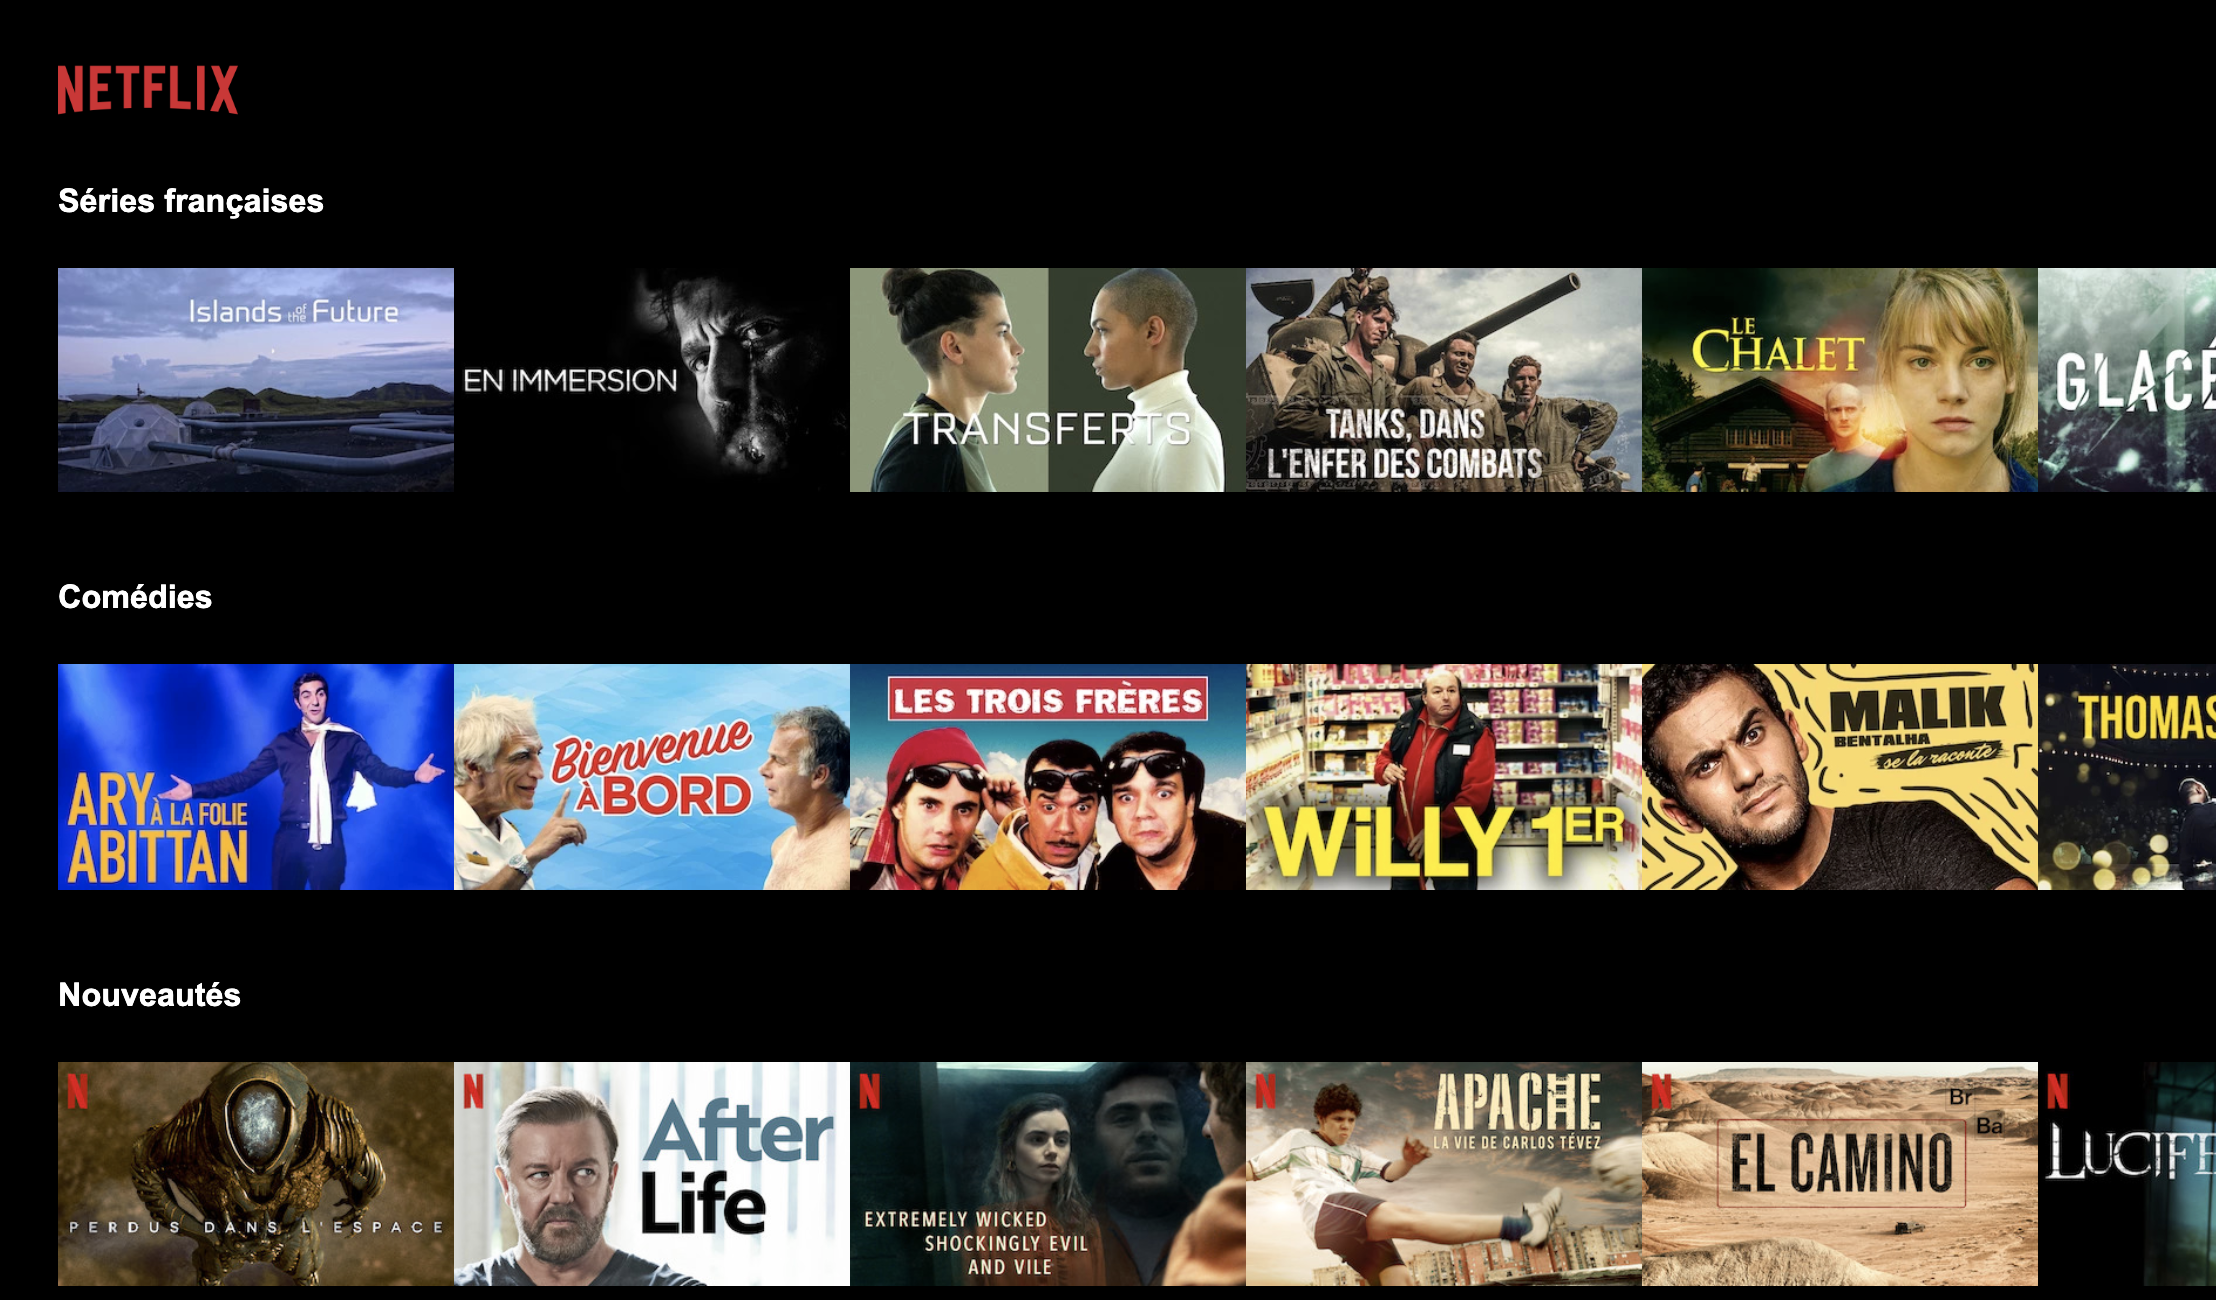 NETFLIX
Séries françaises
Islands of the Future
EN IMMERSION
TRANSFERTS
TANKS, DANS
L'ENFER DES COMBATS
LE
CHALET
GLACÉ
Comédies
ARY
À LA FOLIE
ABITTAN
Bienvenue
À BORD
LES TROIS FRÈRES
WiLLY 1ER
MALIK
BENTALHA
se la raconte
THOMAS
Nouveautés
N
PERDUS DANS L'ESPACE
N
After
Life
N
EXTREMELY WICKED
SHOCKINGLY EVIL
AND VILE
N
APACHE
LA VIE DE CARLOS TÉVEZ
N
Br
Ba
EL CAMINO
N
LUCIFE